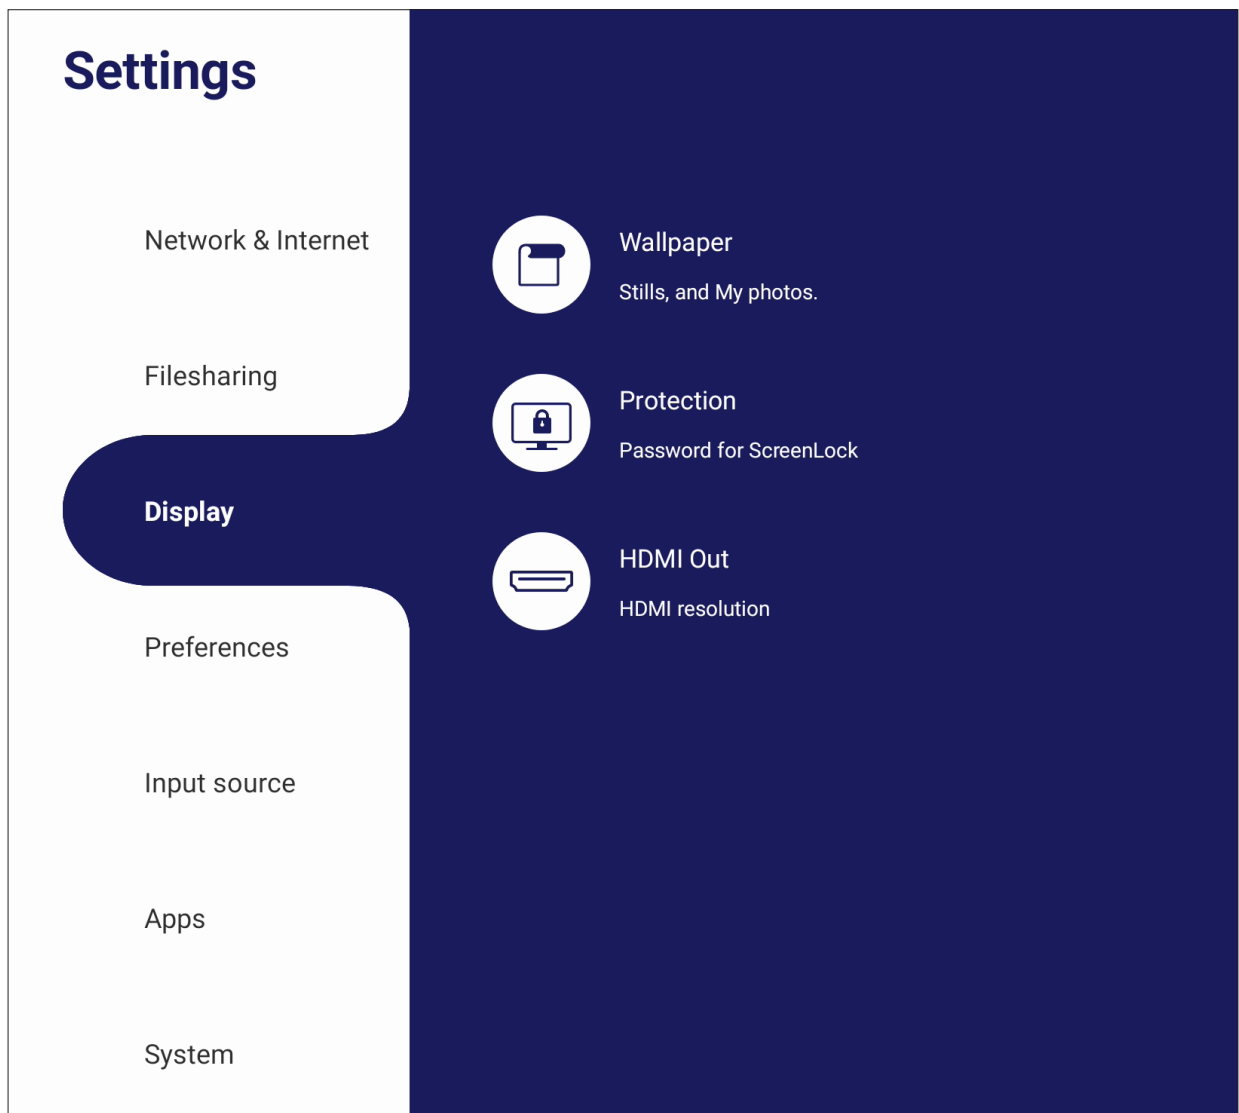 Settings
Network & Internet
Filesharing
Display
Preferences
Input source
Apps
System
Wallpaper
Stills, and My photos.
Protection
Password for ScreenLock
HDMI Out
HDMI resolution